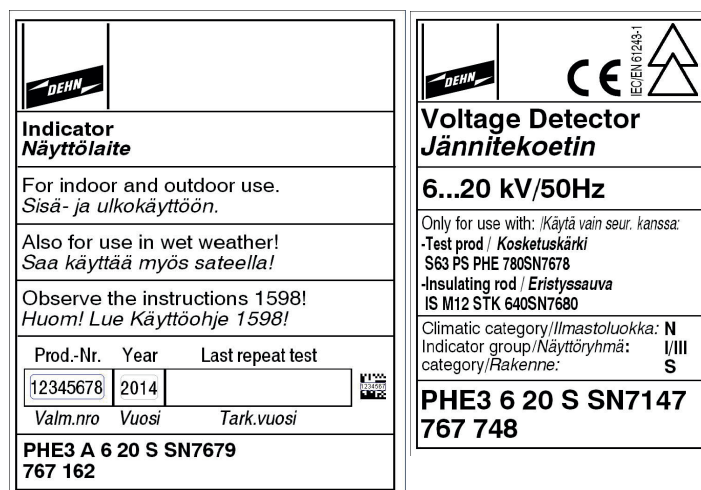 DEHN
Indicator
Näyttölaite
For indoor and outdoor use.
Sisä- ja ulkokäyttöön.
Also for use in wet weather!
Saa käyttää myös sateella!
Observe the instructions 1598!
Huom! Lue Käyttöohje 1598!
Prod.-Nr. Year Last repeat test
12345678 2014 1234567
Valm.nro Vuosi Tark.vuosi
PHE3 A 6 20 S SN7679
767 162
DEHN
CE
IEC/EN 61243-1
Voltage Detector
Jännitekoetin
6...20 kV/50Hz
Only for use with: /Käytä vain seur. kanssa:
-Test prod / Kosketuskärki
S63 PS PHE 780SN7678
-Insulating rod / Eristyssauva
IS M12 STK 640SN7680
Climatic category/Ilmastoluokka: N
Indicator group/Näyttöryhmä: I/III
category/Rakenne: S
PHE3 6 20 S SN7147
767 748